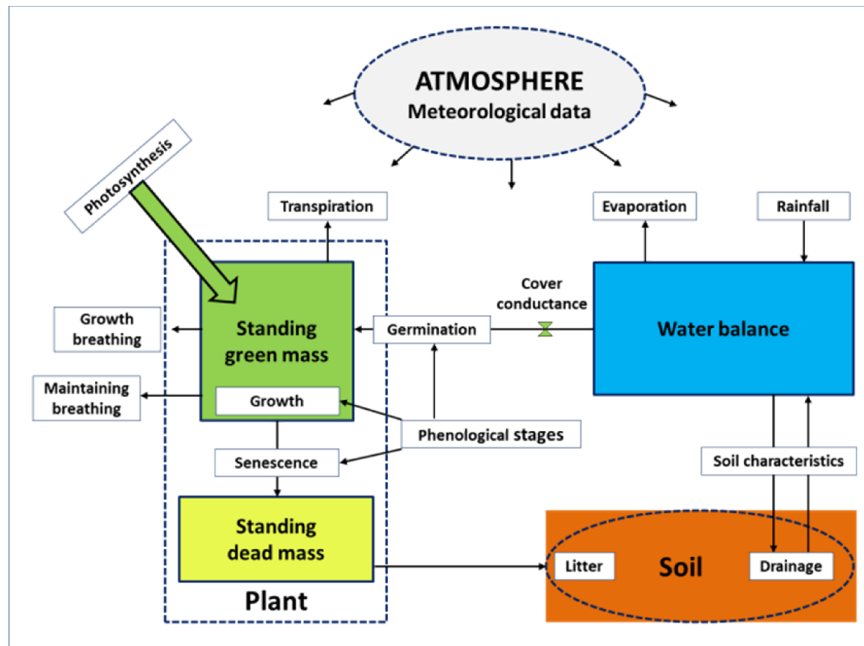 ATMOSPHERE
Meteorological data
Photosynthesis
Transpiration
Evaporation
Rainfall
Cover
conductance
Growth
breathing
Standing
green mass
Germination
Water balance
Maintaining
breathing
Growth
Phenological stages
Senescence
Soil characteristics
Standing
dead mass
Litter
Soil
Drainage
Plant